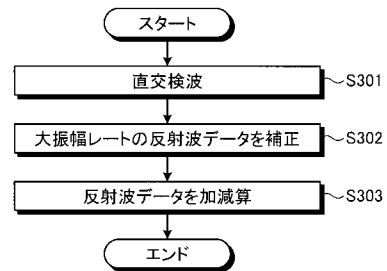 スタート
直交検波
S301
大振幅レートの反射波データを補正
S302
反射波データを加減算
S303
エンド